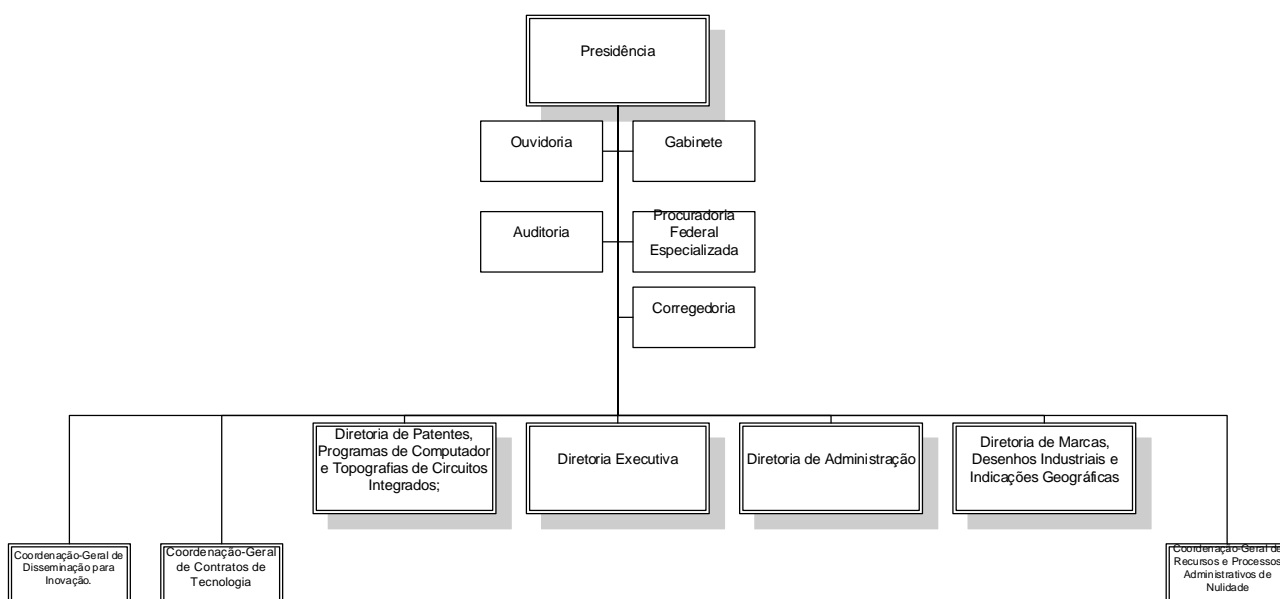 Presidência
Ouvidoria
Gabinete
Auditoria
Procuradoria
Federal
Especializada
Corregedoria
Diretoria de Patentes,
Programas de Computador
e Topografias de Circuitos
Integrados;
Diretoria Executiva
Diretoria de Administração
Diretoria de Marcas,
Desenhos Industriais e
Indicações Geográficas
Coordenação-Geral de
Disseminação para
Inovação.
Coordenação-Geral
de Contratos de
Tecnologia
Coordenação-Geral de
Recursos e Processos
Administrativos de
Nulidade